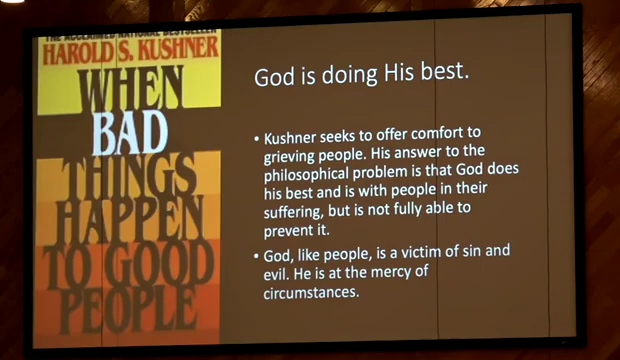 THE ACCLAIMED NATIONAL BESTSELLER
HAROLD S. KUSHNER
WHEN
BAD
THINGS
HAPPEN
TO GOOD
PEOPLE
God is doing His best.
• Kushner seeks to offer comfort to
grieving people. His answer to the
philosophical problem is that God does
his best and is with people in their
suffering, but is not fully able to
prevent it.
• God, like people, is a victim of sin and
evil. He is at the mercy of
circumstances.